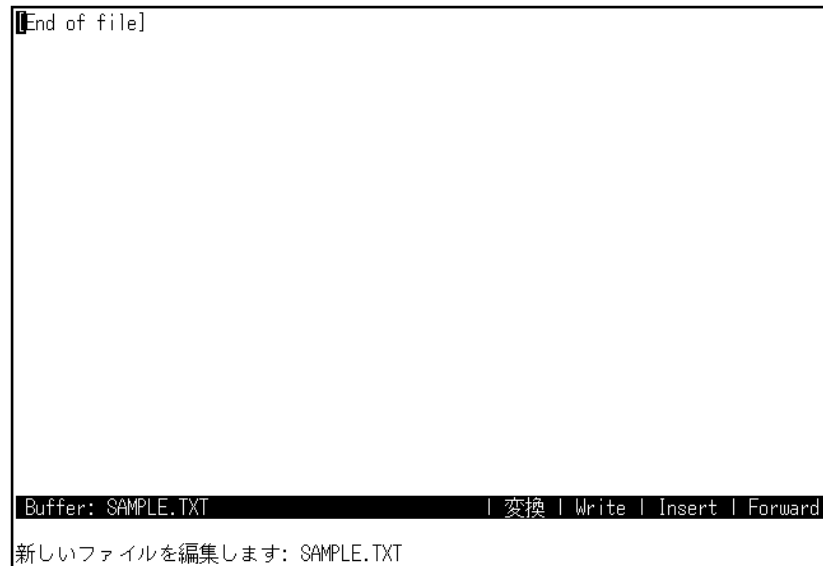 [End of file]
Buffer: SAMPLE.TXT | 変換 | Write | Insert | Forward
新しいファイルを編集します: SAMPLE.TXT